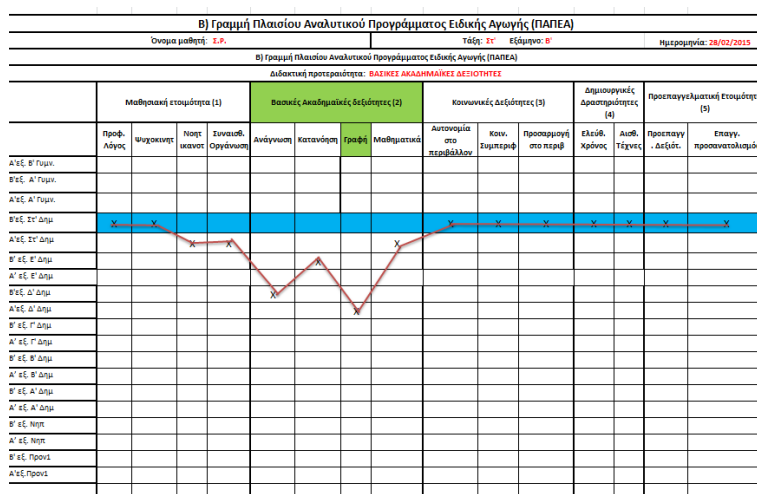 Β) Γραμμή Πλαισίου Αναλυτικού Προγράμματος Ειδικής Αγωγής (ΠΑΠΕΑ)
Όνομα μαθητή: Σ.Ρ. Τάξη: Στ' Εξάμηνο: Β' Ημερομηνία: 28/02/2015
Β) Γραμμή Πλαισίου Αναλυτικού Προγράμματος Ειδικής Αγωγής (ΠΑΠΕΑ)
Διδακτική προτεραιότητα: ΒΑΣΙΚΕΣ ΑΚΑΔΗΜΑΪΚΕΣ ΔΕΞΙΟΤΗΤΕΣ
Μαθησιακή ετοιμότητα (1) Βασικές Ακαδημαϊκές δεξιότητες (2) Κοινωνικές Δεξιότητες (3) Δημιουργικές Δραστηριότητες (4) Προεπαγγελματική Ετοιμότητ (5)
Προφ. Λόγος Ψυχοκινητ Νοητ ικανοτ Συναισθ. Οργάνωση Ανάγνωση Κατανόηση Γραφή Μαθηματικά Αυτονομία στο περιβάλλον Κοιν. Συμπεριφ Προσαρμογή στο περιβ Ελεύθ. Χρόνος Αισθ. Τέχνες Προεπαγγ . Δεξιότ. Επαγγ. προσανατολισμό
Α'εξ. Β' Γυμν.
Β'εξ. Α' Γυμν.
Α'εξ. Α' Γυμν.
Β'εξ. Στ' Δημ X X X X X X X X X
Α'εξ. Στ' Δημ X X X
Β' εξ. Ε' Δημ X
Α' εξ. Ε' Δημ
Β'εξ. Δ' Δημ X
Α'εξ. Δ' Δημ X
Β' εξ. Γ' Δημ
Α' εξ. Γ' Δημ
Β' εξ. Β' Δημ
Α' εξ. Β' Δημ
Β' εξ. Α' Δημ
Α' εξ. Α' Δημ
Β' εξ. Νηπ
Α' εξ. Νηπ
Β' εξ. Προν1
Α'εξ.Προν1